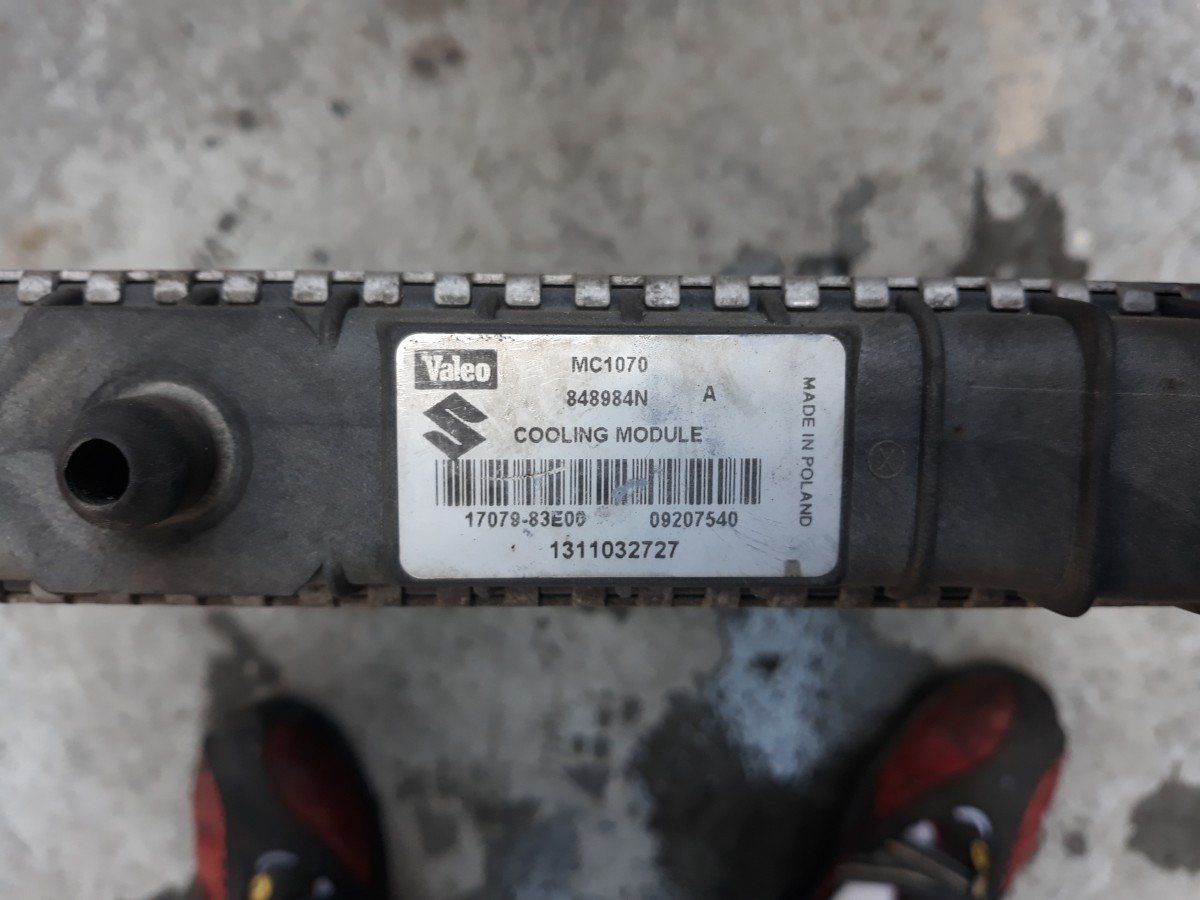 Valeo
MC1070
848984N A
COOLING MODULE
17079-83E00 09207540
1311032727
MADE IN POLAND